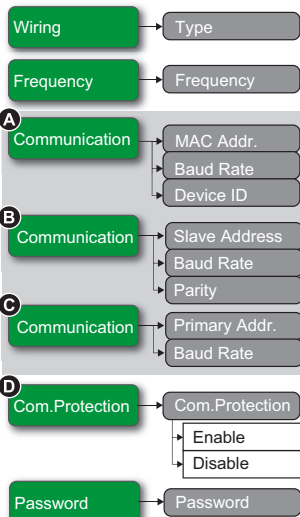 Wiring
Type
Frequency
Frequency
A
Communication
MAC Addr.
Baud Rate
Device ID
B
Communication
Slave Address
Baud Rate
Parity
C
Communication
Primary Addr.
Baud Rate
D
Com.Protection
Com.Protection
Enable
Disable
Password
Password